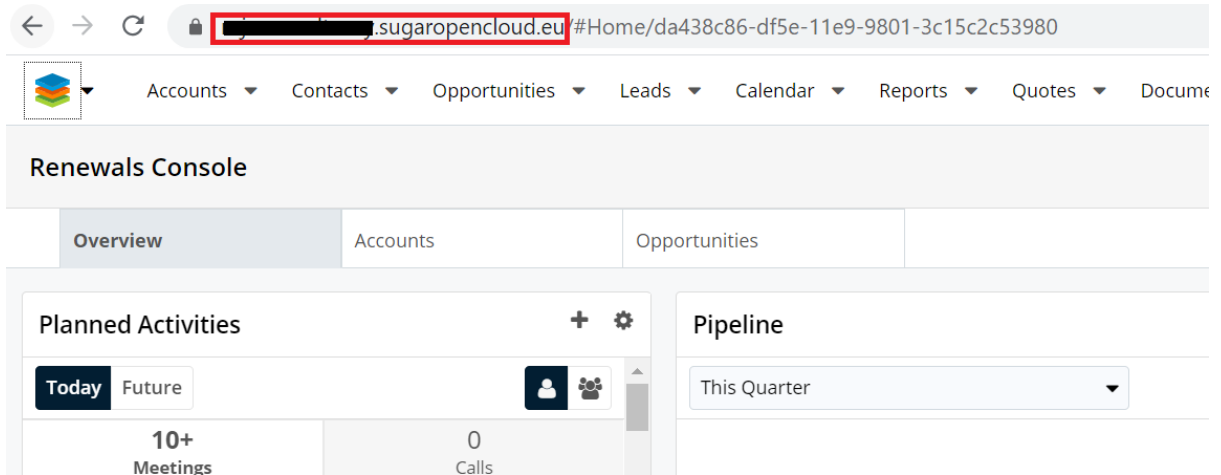 .sugaropencloud.eu/#Home/da438c86-df5e-11e9-9801-3c15c2c53980
Accounts Contacts Opportunities Leads Calendar Reports Quotes Docume
Renewals Console
Overview Accounts Opportunities
Planned Activities Pipeline
Today Future This Quarter
10+ 0
Meetings Calls